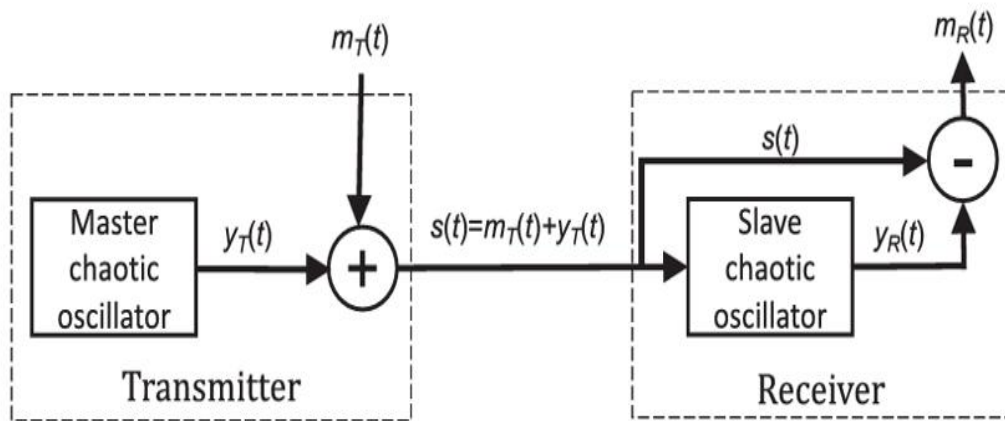 m_T(t)
m_R(t)
s(t)
Master
chaotic
oscillator
y_T(t)
+
s(t)=m_T(t)+y_T(t)
-
Slave
chaotic
oscillator
y_R(t)
Transmitter
Receiver